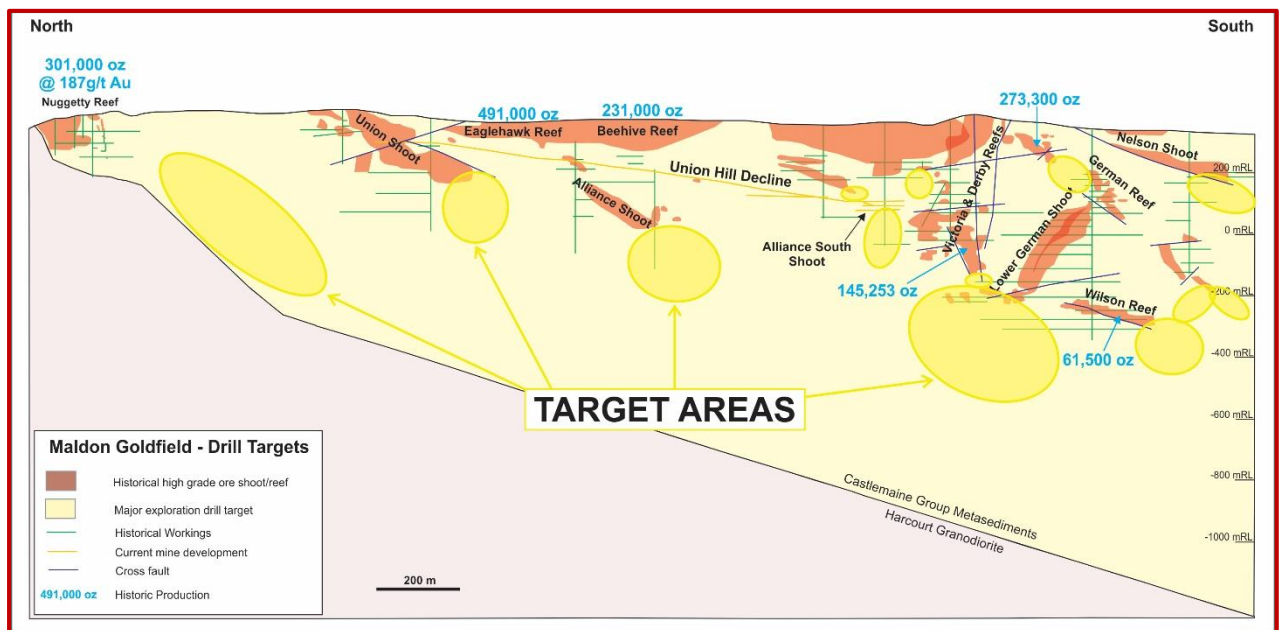 North
South
301,000 oz
@ 187g/t Au
Nuggetty Reef
Union Shoot
491,000 oz
Eaglehawk Reef
231,000 oz
Beehive Reef
Alliance Shoot
Union Hill Decline
Alliance South
Shoot
Victoria & Derby Reefs
145,253 oz
273,300 oz
German Reef
Lower German Shoot
Nelson Shoot
Wilson Reef
61,500 oz
200 mRL
0 mRL
-200 mRL
-400 mRL
-600 mRL
-800 mRL
-1000 mRL
TARGET AREAS
Castlemaine Group Metasediments
Harcourt Granodiorite
Maldon Goldfield - Drill Targets
Historical high grade ore shoot/reef
Major exploration drill target
Historical Workings
Current mine development
Cross fault
491,000 oz Historic Production
200 m